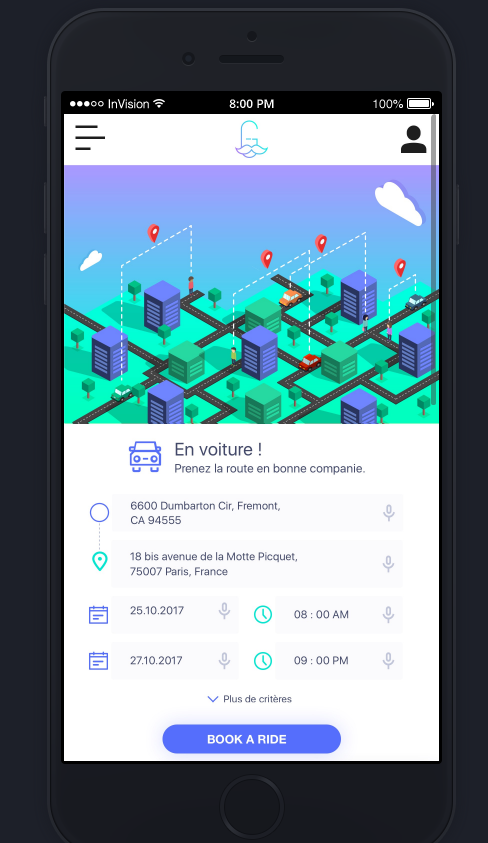 InVision
8:00 PM
100%
En voiture !
Prenez la route en bonne companie.
6600 Dumbarton Cir, Fremont,
CA 94555
18 bis avenue de la Motte Picquet,
75007 Paris, France
25.10.2017
08 : 00 AM
27.10.2017
09 : 00 PM
Plus de critères
BOOK A RIDE